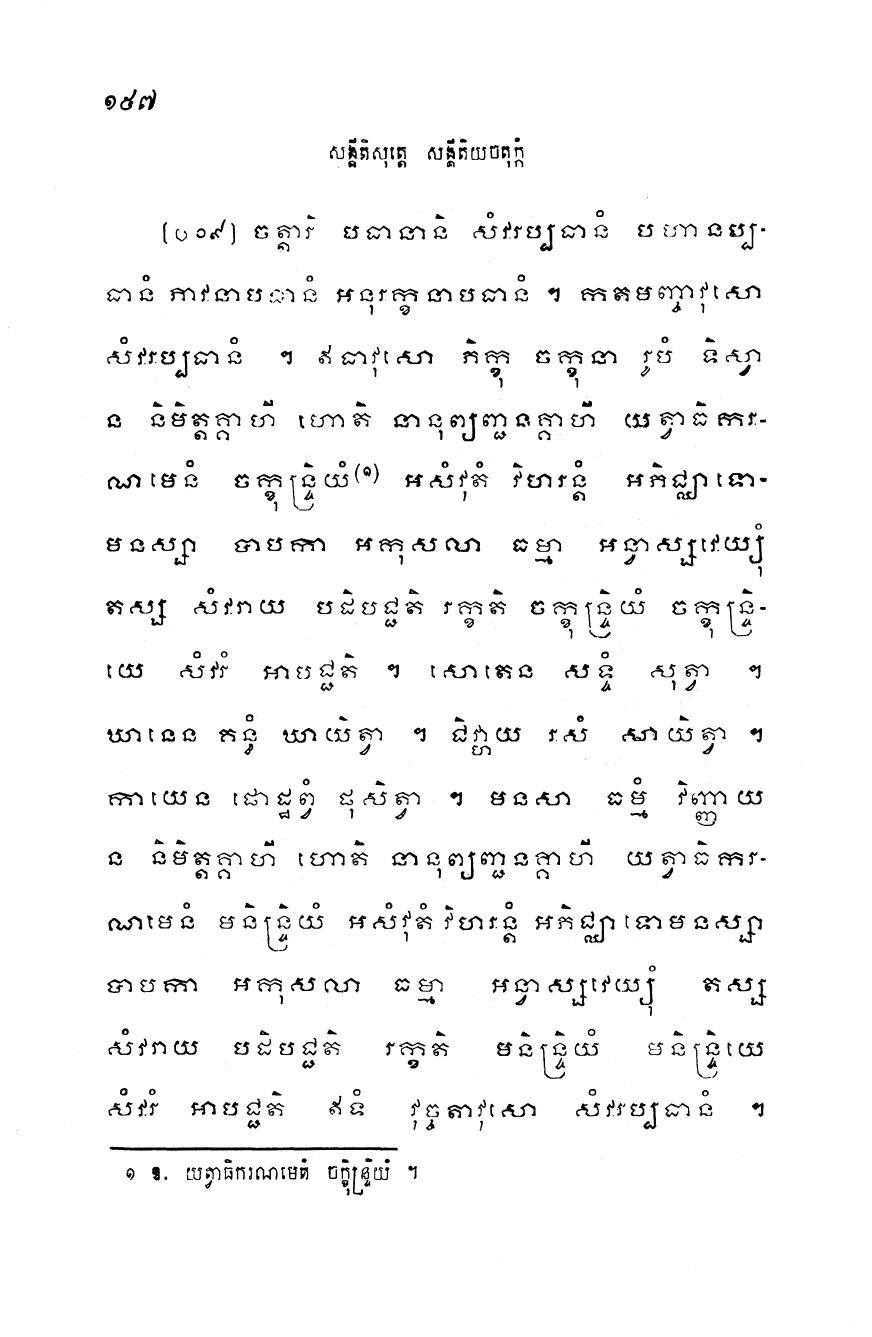 ១៥៧
សង្គីតិសុត្តេ សង្គីតិយចតុក្កំ
(១០៩) ចត្តារិ បធានានិ សំវរប្បធានំ បហានប្ប-
ធានំ ភាវនាបធានំ អនុរក្ខនាបធានំ ។ កតមញ្ចាវុសោ
សំវរប្បធានំ ។ ឥធាវុសោ ភិក្ខុ ចក្ខុនា រូបំ ទិស្វា
ន និមិត្តគ្គាហី ហោតិ នានុព្យញ្ជនគ្គាហី យត្វាធិករ-
ណមេនំ ចក្ខុន្ទ្រិយំ(១) អសំវុតំ វិហរន្តំ អភិជ្ឈាទោ-
មនស្សា បាបកា អកុសលា ធម្មា អន្វាស្សវេយ្យុំ
តស្ស សំវរាយ បដិបជ្ជតិ រក្ខតិ ចក្ខុន្ទ្រិយំ ចក្ខុន្ទ្រិ-
យេ សំវរំ អាបជ្ជតិ ។ សោតេន សទ្ទំ សុត្វា ។
ឃានេន គន្ធំ ឃាយិត្វា ។ ជិវ្ហាយ រសំ សាយិត្វា ។
កាយេន ផោដ្ឋព្វំ ផុសិត្វា ។ មនសា ធម្មំ វិញ្ញាយ
ន និមិត្តគ្គាហី ហោតិ នានុព្យញ្ជនគ្គាហី យត្វាធិករ-
ណមេនំ មនិន្ទ្រិយំ អសំវុតំ វិហរន្តំ អភិជ្ឈាទោមនស្សា
បាបកា អកុសលា ធម្មា អន្វាស្សវេយ្យុំ តស្ស
សំវរាយ បដិបជ្ជតិ រក្ខតិ មនិន្ទ្រិយំ មនិន្ទ្រិយេ
សំវរំ អាបជ្ជតិ ឥទំ វុច្ចតាវុសោ សំវរប្បធានំ ។
១ ឱ. យត្វាធិករណមេតំ ចក្ខិន្ទ្រិយំ ។